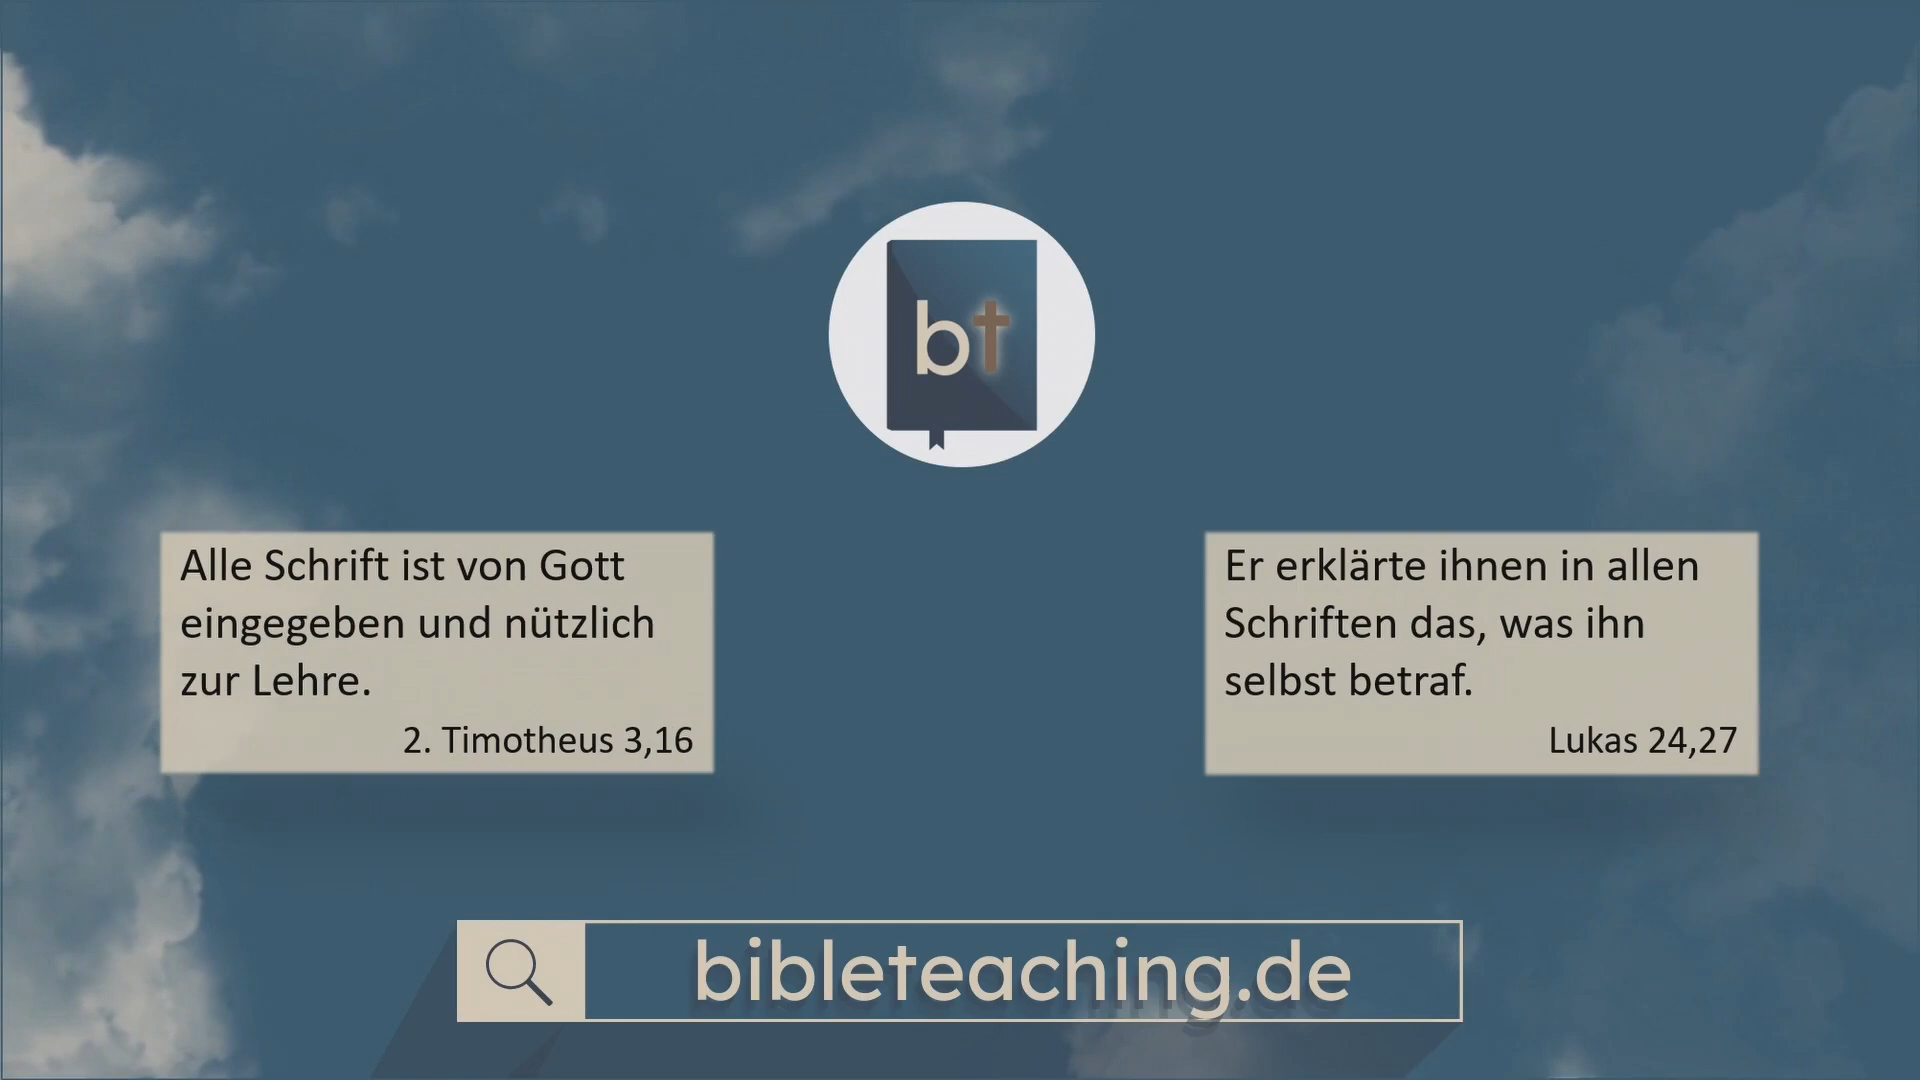 bt
Alle Schrift ist von Gott
eingegeben und nützlich
zur Lehre.
2. Timotheus 3,16
Er erklärte ihnen in allen
Schriften das, was ihn
selbst betraf.
Lukas 24,27
bibleteaching.de